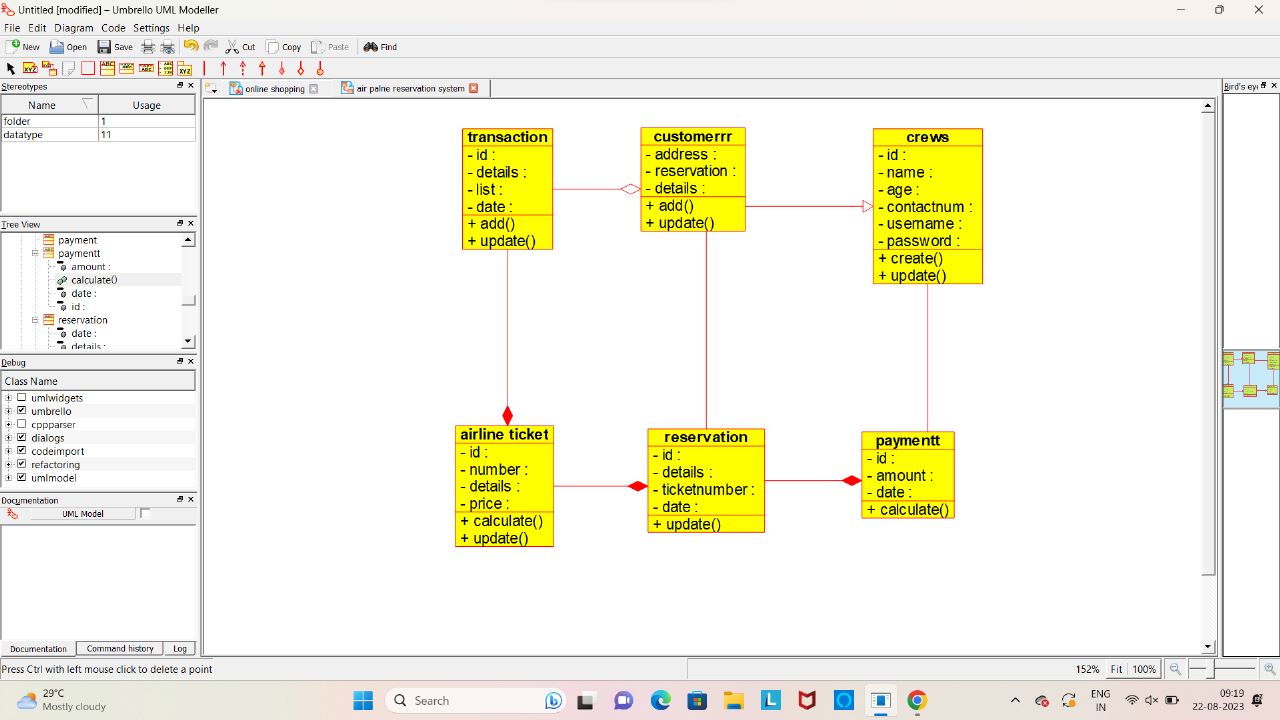 Untitled [modified] – Umbrello UML Modeller
File Edit Diagram Code Settings Help
New Open Save Cut Copy Paste Find
Stereotypes
Name Usage
folder 1
datatype 11
Tree View
payment
paymentt
amount :
calculate()
date :
id :
reservation
date :
details :
Debug
Class Name
umlwidgets
umbrello
cppparser
dialogs
codeimport
refactoring
umlmodel
Documentation
UML Model
Documentation Command history Log
online shopping air palne reservation system
transaction
- id :
- details :
- list :
- date :
+ add()
+ update()
customerrr
- address :
- reservation :
- details :
+ add()
+ update()
crews
- id :
- name :
- age :
- contactnum :
- username :
- password :
+ create()
+ update()
airline ticket
- id :
- number :
- details :
- price :
+ calculate()
+ update()
reservation
- id :
- details :
- ticketnumber :
- date :
+ update()
paymentt
- id :
- amount :
- date :
+ calculate()
Bird's ey
Press Ctrl with left mouse click to delete a point
152% Fit 100%
29°C
Mostly cloudy
Search
ENG
IN
09:19
22-08-2023